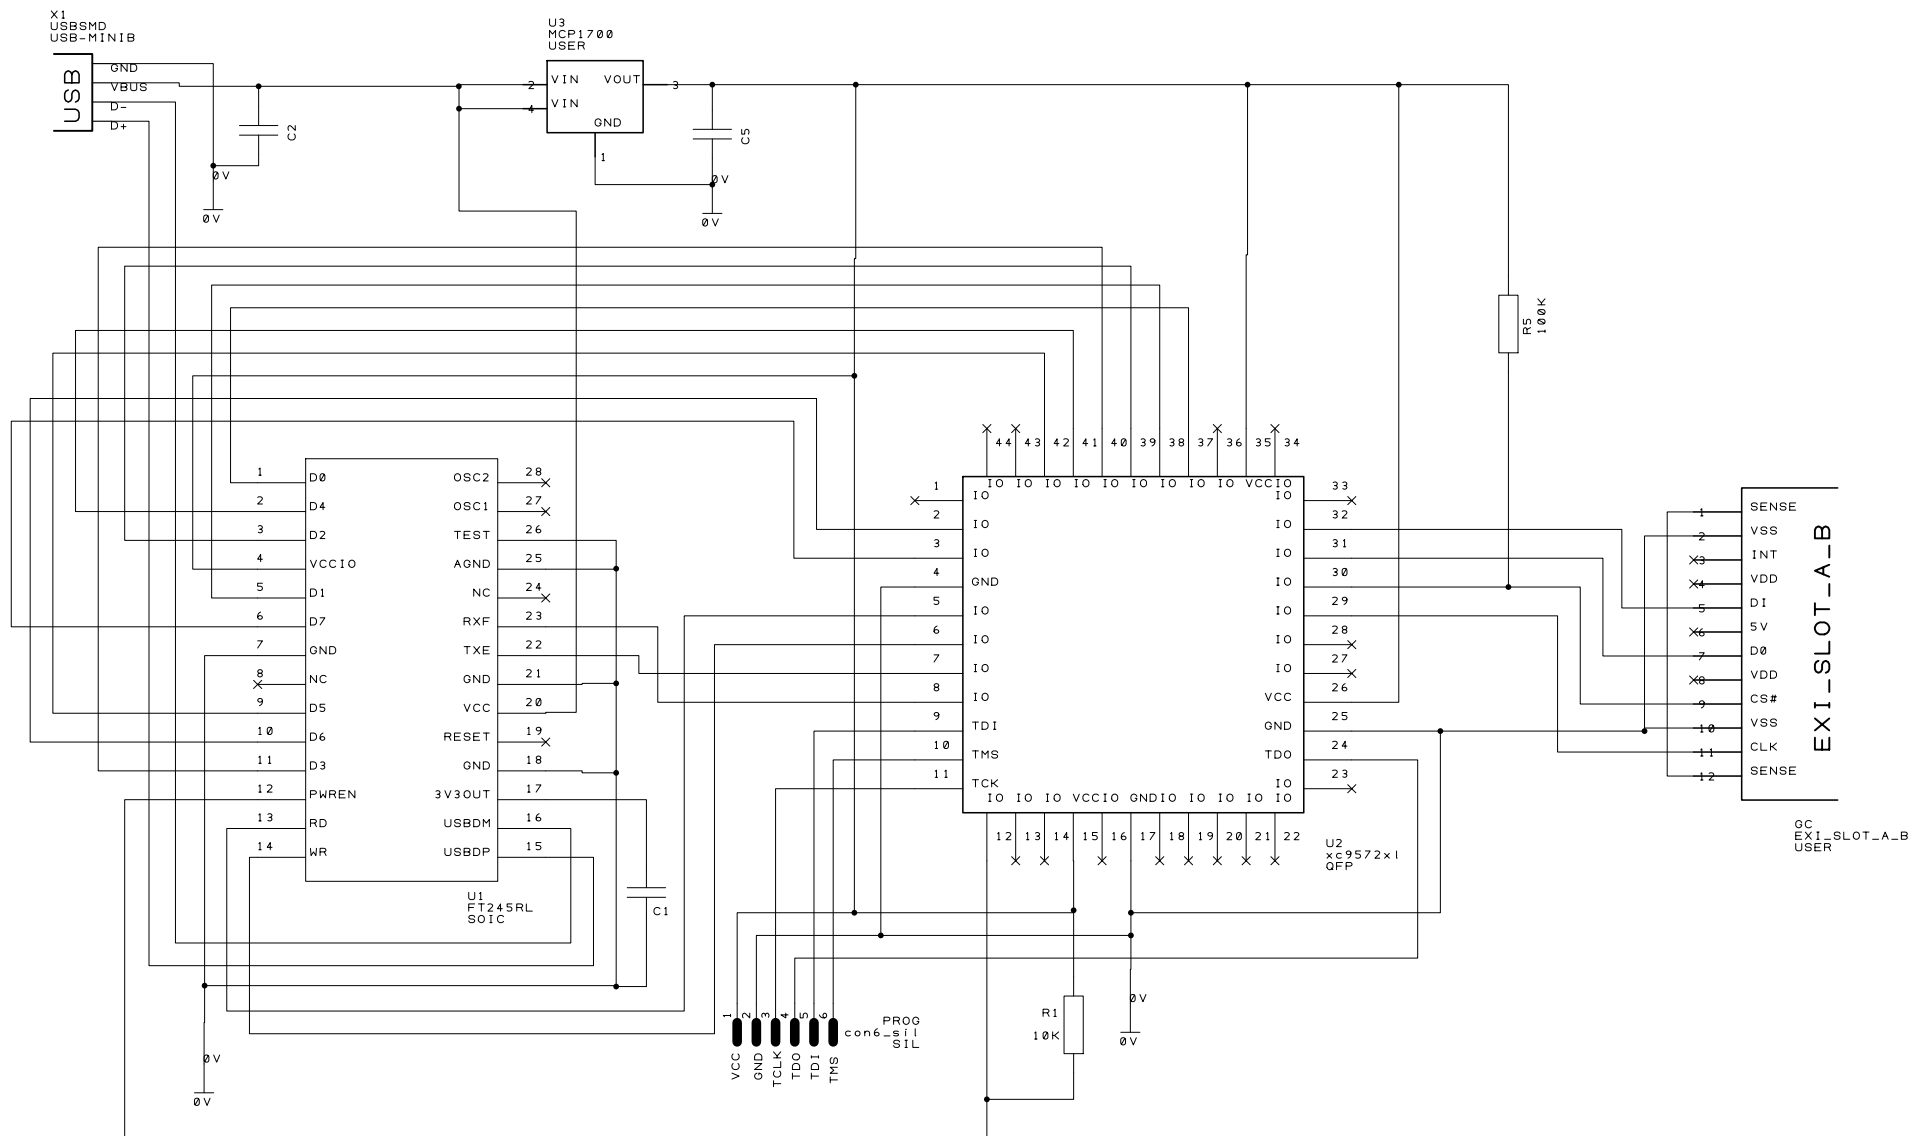 X1
USBSMD
USB-MINIB
USB
GND
VBUS
D-
D+
C2
0V
0V
U3
MCP1700
USER
2 VIN VOUT 3
4 VIN
GND
1
C5
0V
0V
R5
100K
44 43 42 41 40 39 38 37 36 35 34
IO IO IO IO IO IO IO IO IO VCC IO
1 D0 OSC2 28
2 D4 OSC1 27
3 D2 TEST 26
4 VCCIO AGND 25
5 D1 NC 24
6 D7 RXF 23
7 GND TXE 22
8 NC GND 21
9 D5 VCC 20
10 D6 RESET 19
11 D3 GND 18
12 PWREN 3V3OUT 17
13 RD USBDM 16
14 WR USBDP 15
U1
FT245RL
SOIC
C1
1 IO IO 33
2 IO IO 32
3 IO IO 31
4 GND IO 30
5 IO IO 29
6 IO IO 28
7 IO IO 27
8 IO VCC 26
9 TDI GND 25
10 TMS TDO 24
11 TCK IO 23
IO IO IO VCC IO GND IO IO IO IO IO
12 13 14 15 16 17 18 19 20 21 22
U2
xc9572xl
QFP
1 SENSE
2 VSS
3 INT
4 VDD
5 DI
6 5V
7 D0
8 VDD
9 CS#
10 VSS
11 CLK
12 SENSE
EXI_SLOT_A_B
GC
EXI_SLOT_A_B
USER
1 2 3 4 5 6
PROG
con6_sil
SIL
VCC
GND
TCLK
TDO
TDI
TMS
R1
10K
0V
0V
0V
0V